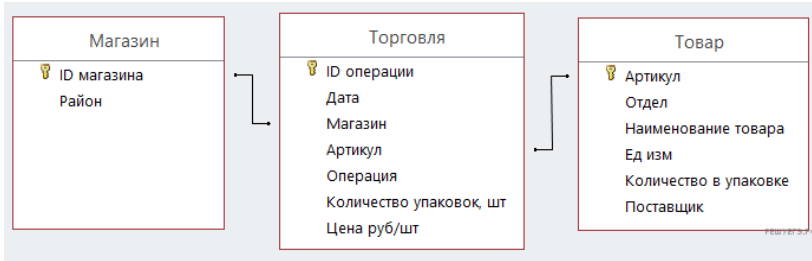 Магазин
ID магазина
Район
Торговля
ID операции
Дата
Магазин
Артикул
Операция
Количество упаковок, шт
Цена руб/шт
Товар
Артикул
Отдел
Наименование товара
Ед изм
Количество в упаковке
Поставщик